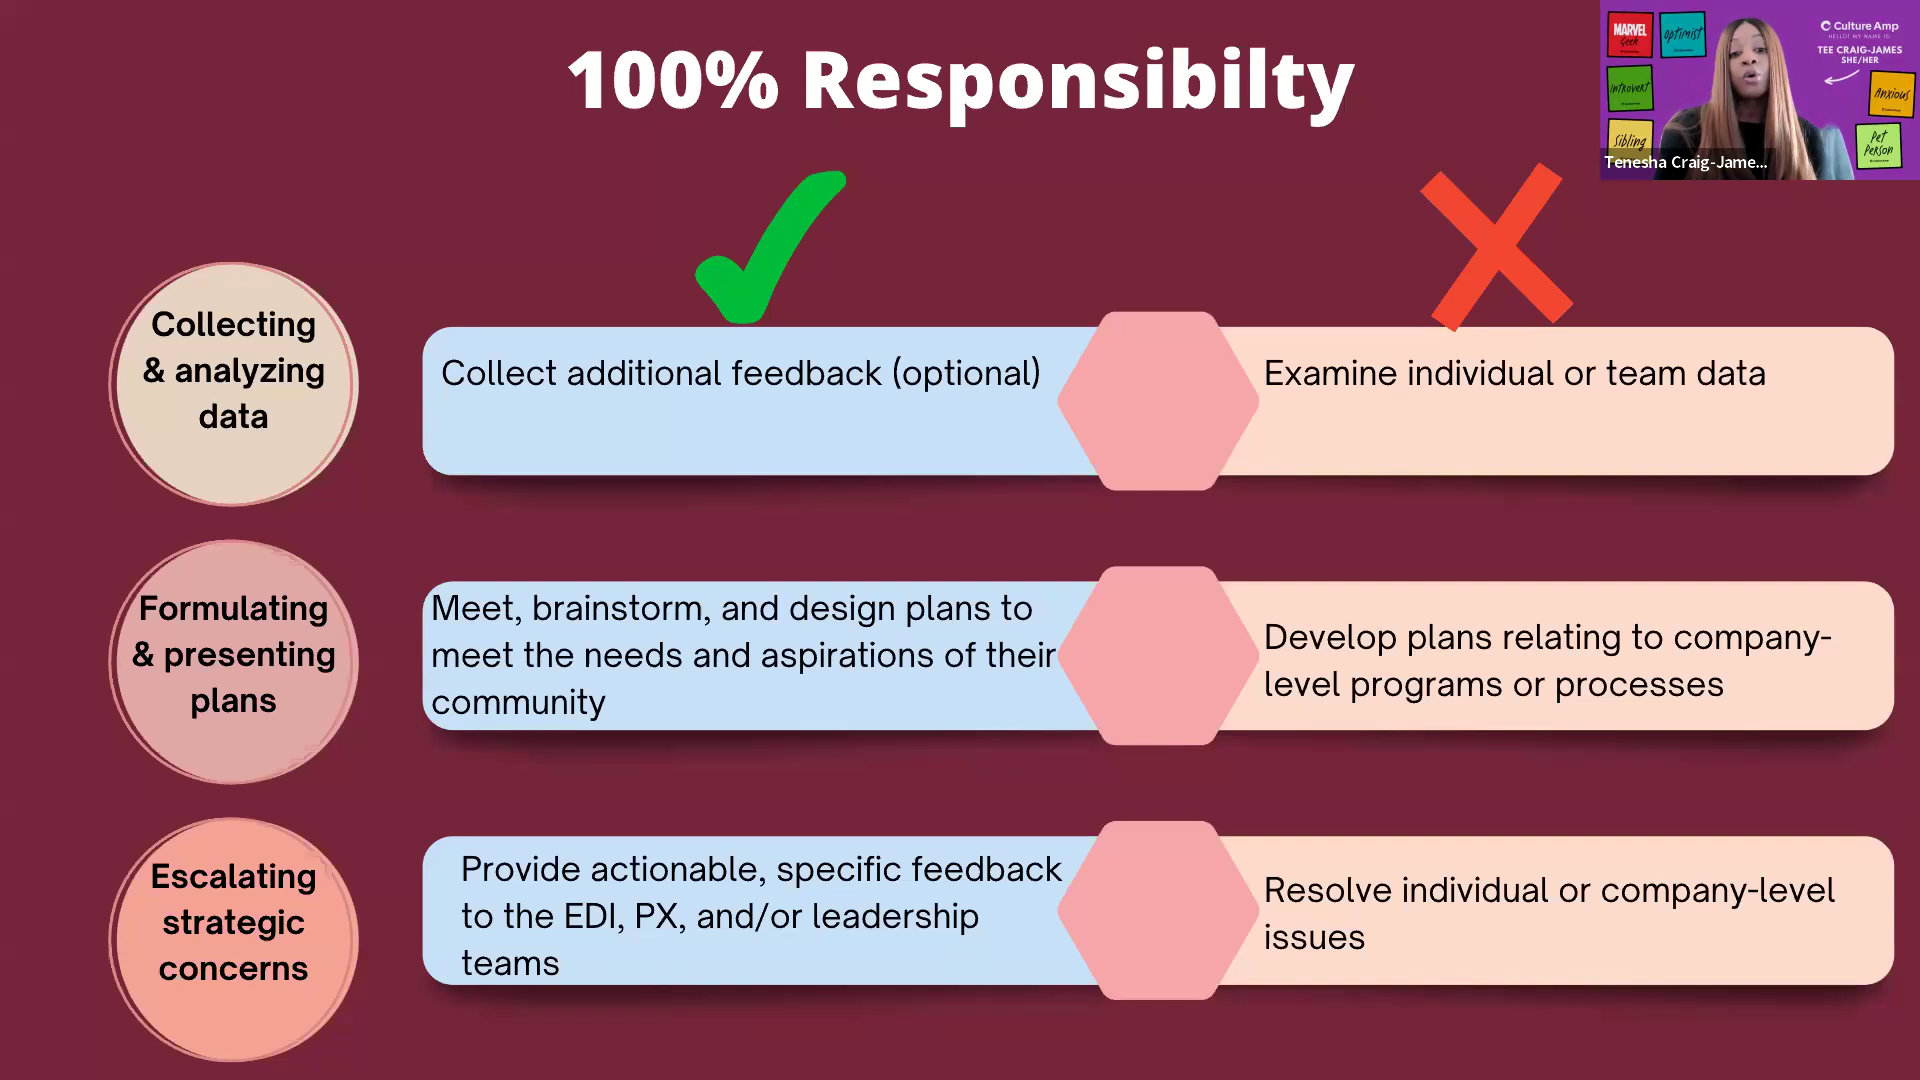 100% Responsibilty
MARVEL
Geek
optimist
Introvert
Sibling
Culture Amp
HELLO! MY NAME IS:
TEE CRAIG-JAMES
SHE/HER
Anxious
Pet
Person
Tenesha Craig-Jame...
Collecting
& analyzing
data
Collect additional feedback (optional)
Examine individual or team data
Formulating
& presenting
plans
Meet, brainstorm, and design plans to
meet the needs and aspirations of their
community
Develop plans relating to company-
level programs or processes
Escalating
strategic
concerns
Provide actionable, specific feedback
to the EDI, PX, and/or leadership
teams
Resolve individual or company-level
issues